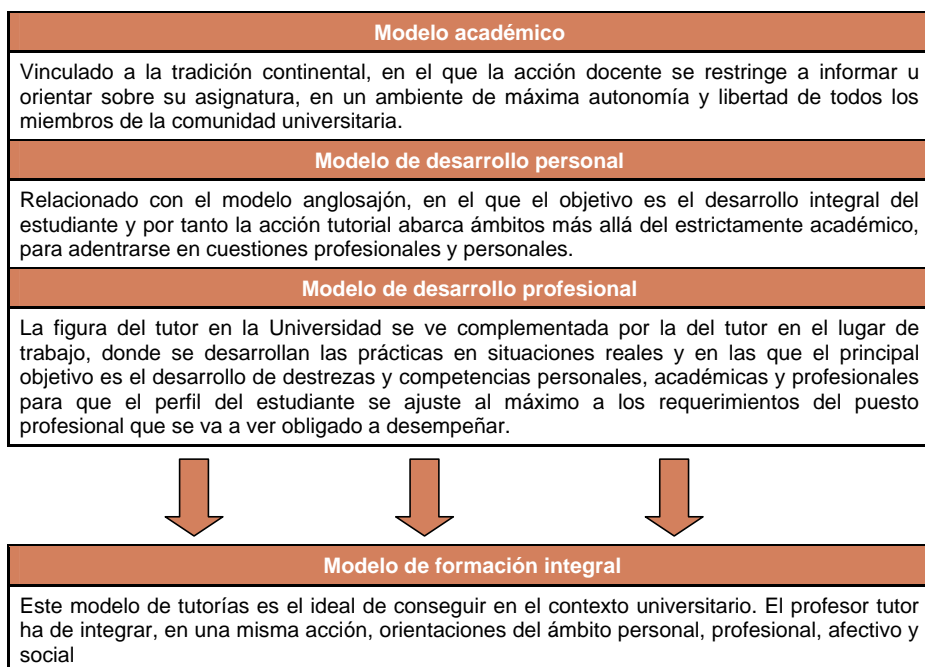 Modelo académico
Vinculado a la tradición continental, en el que la acción docente se restringe a informar u
orientar sobre su asignatura, en un ambiente de máxima autonomía y libertad de todos los
miembros de la comunidad universitaria.
Modelo de desarrollo personal
Relacionado con el modelo anglosajón, en el que el objetivo es el desarrollo integral del
estudiante y por tanto la acción tutorial abarca ámbitos más allá del estrictamente académico,
para adentrarse en cuestiones profesionales y personales.
Modelo de desarrollo profesional
La figura del tutor en la Universidad se ve complementada por la del tutor en el lugar de
trabajo, donde se desarrollan las prácticas en situaciones reales y en las que el principal
objetivo es el desarrollo de destrezas y competencias personales, académicas y profesionales
para que el perfil del estudiante se ajuste al máximo a los requerimientos del puesto
profesional que se va a ver obligado a desempeñar.
Modelo de formación integral
Este modelo de tutorías es el ideal de conseguir en el contexto universitario. El profesor tutor
ha de integrar, en una misma acción, orientaciones del ámbito personal, profesional, afectivo y
social